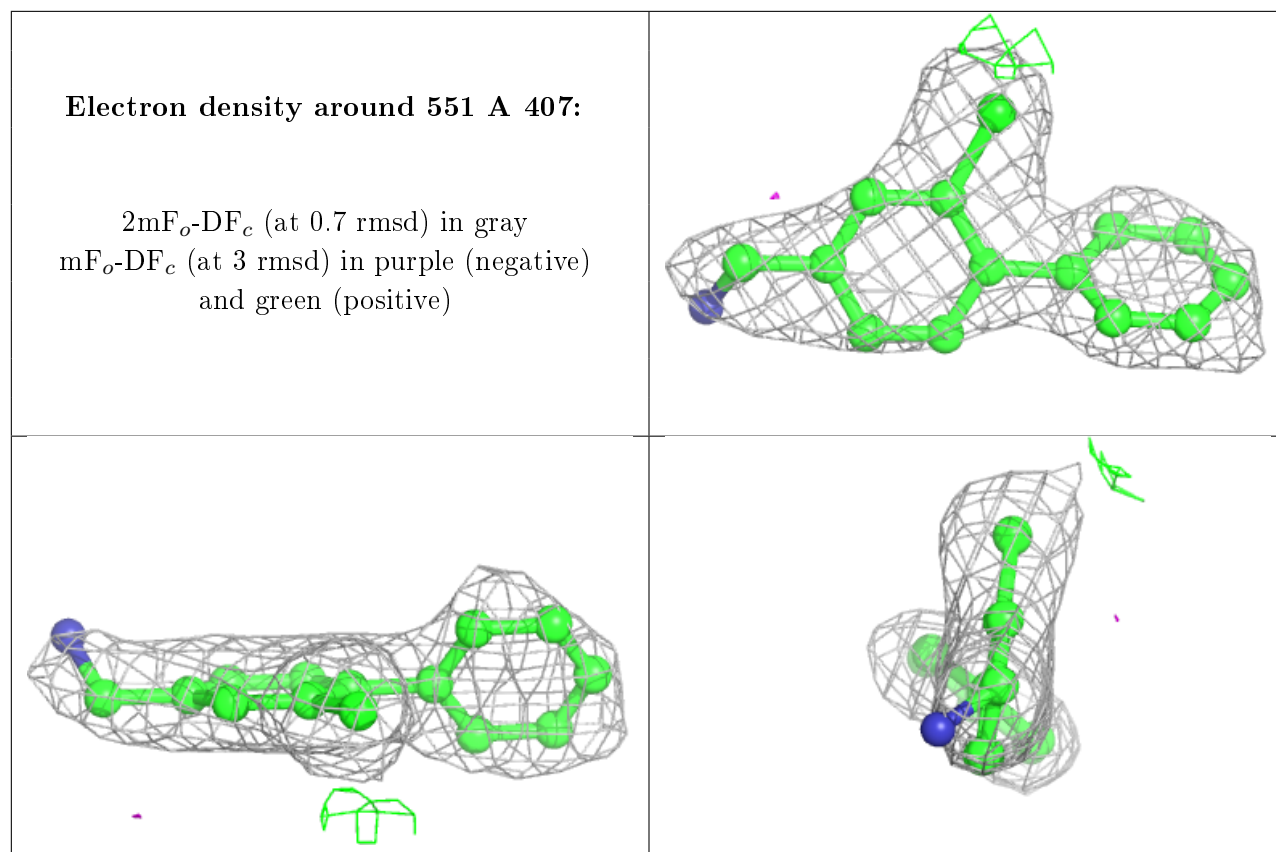 Electron density around 551 A 407:
2mFo-DFc (at 0.7 rmsd) in gray
mFo-DFc (at 3 rmsd) in purple (negative)
and green (positive)